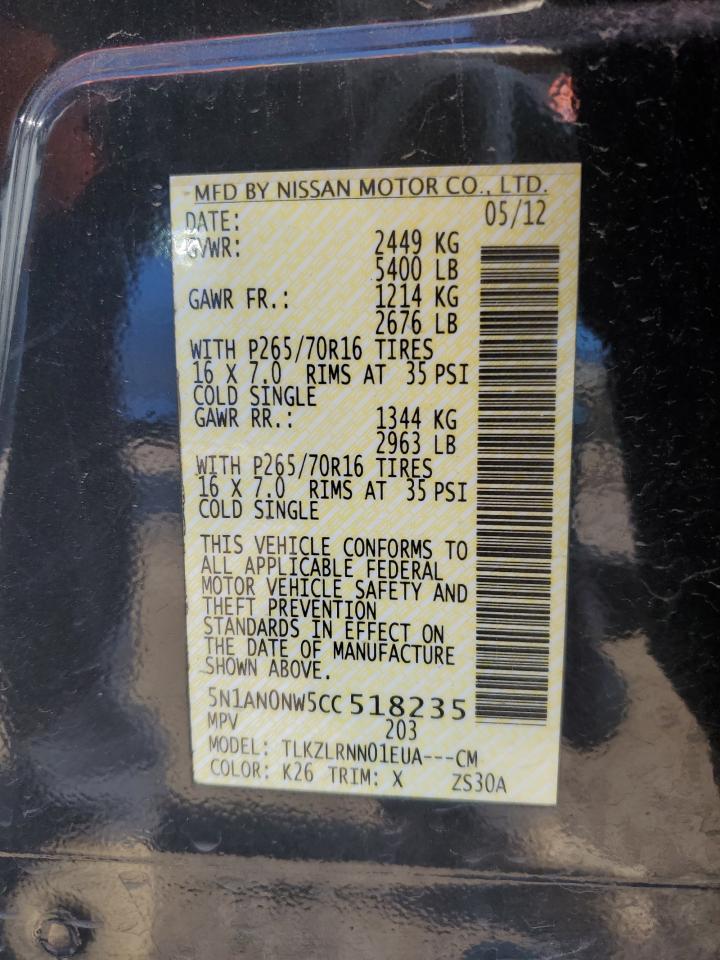 MFD BY NISSAN MOTOR CO., LTD.
DATE: 05/12
GVWR: 2449 KG
5400 LB
GAWR FR.: 1214 KG
2676 LB
WITH P265/70R16 TIRES
16 X 7.0 RIMS AT 35 PSI
COLD SINGLE
GAWR RR.: 1344 KG
2963 LB
WITH P265/70R16 TIRES
16 X 7.0 RIMS AT 35 PSI
COLD SINGLE
THIS VEHICLE CONFORMS TO
ALL APPLICABLE FEDERAL
MOTOR VEHICLE SAFETY AND
THEFT PREVENTION
STANDARDS IN EFFECT ON
THE DATE OF MANUFACTURE
SHOWN ABOVE.
5N1AN0NW5CC518235
MPV 203
MODEL: TLKZLRNN01EUA---CM
COLOR: K26 TRIM: X ZS30A